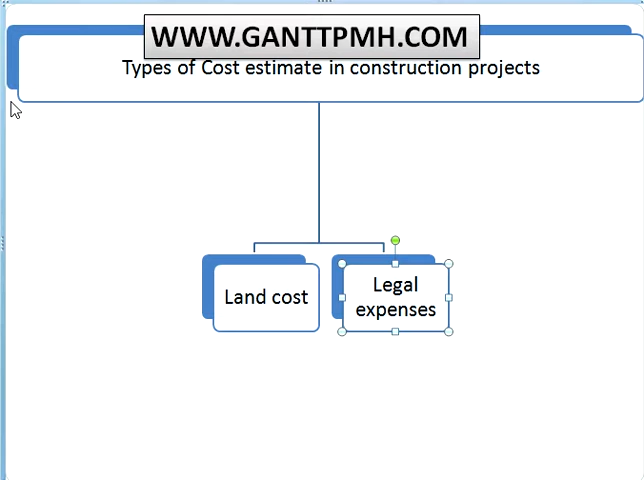 WWW.GANTTPMH.COM
Types of Cost estimate in construction projects
Land cost
Legal
expenses